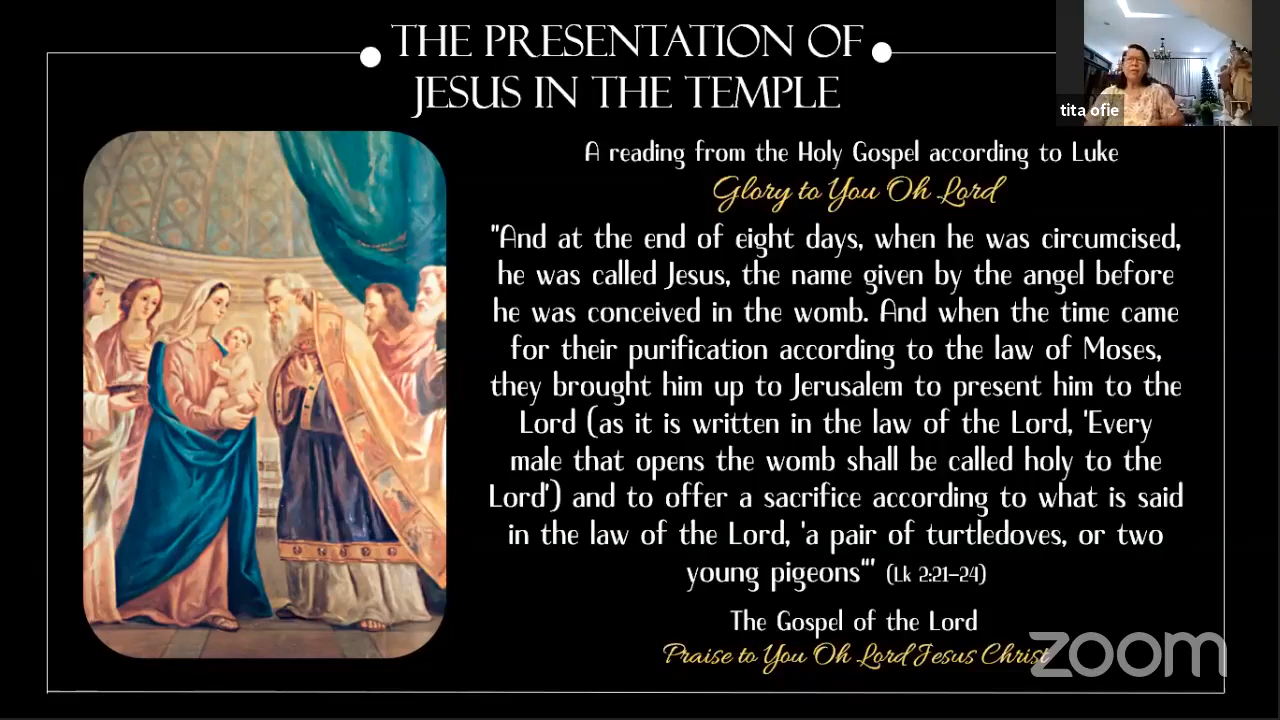 THE PRESENTATION OF
JESUS IN THE TEMPLE
tita ofie
A reading from the Holy Gospel according to Luke
Glory to You Oh Lord
"And at the end of eight days, when he was circumcised,
he was called Jesus, the name given by the angel before
he was conceived in the womb. And when the time came
for their purification according to the law of Moses,
they brought him up to Jerusalem to present him to the
Lord (as it is written in the law of the Lord, 'Every
male that opens the womb shall be called holy to the
Lord') and to offer a sacrifice according to what is said
in the law of the Lord, 'a pair of turtledoves, or two
young pigeons"' (Lk 2:21–24)
The Gospel of the Lord
Praise to You Oh Lord Jesus Christ
zoom